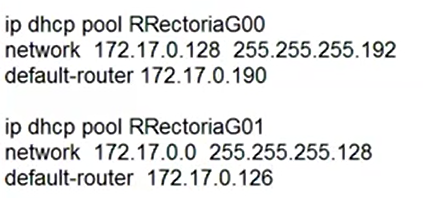 ip dhcp pool RRectoriaG00
network 172.17.0.128 255.255.255.192
default-router 172.17.0.190
ip dhcp pool RRectoriaG01
network 172.17.0.0 255.255.255.128
default-router 172.17.0.126